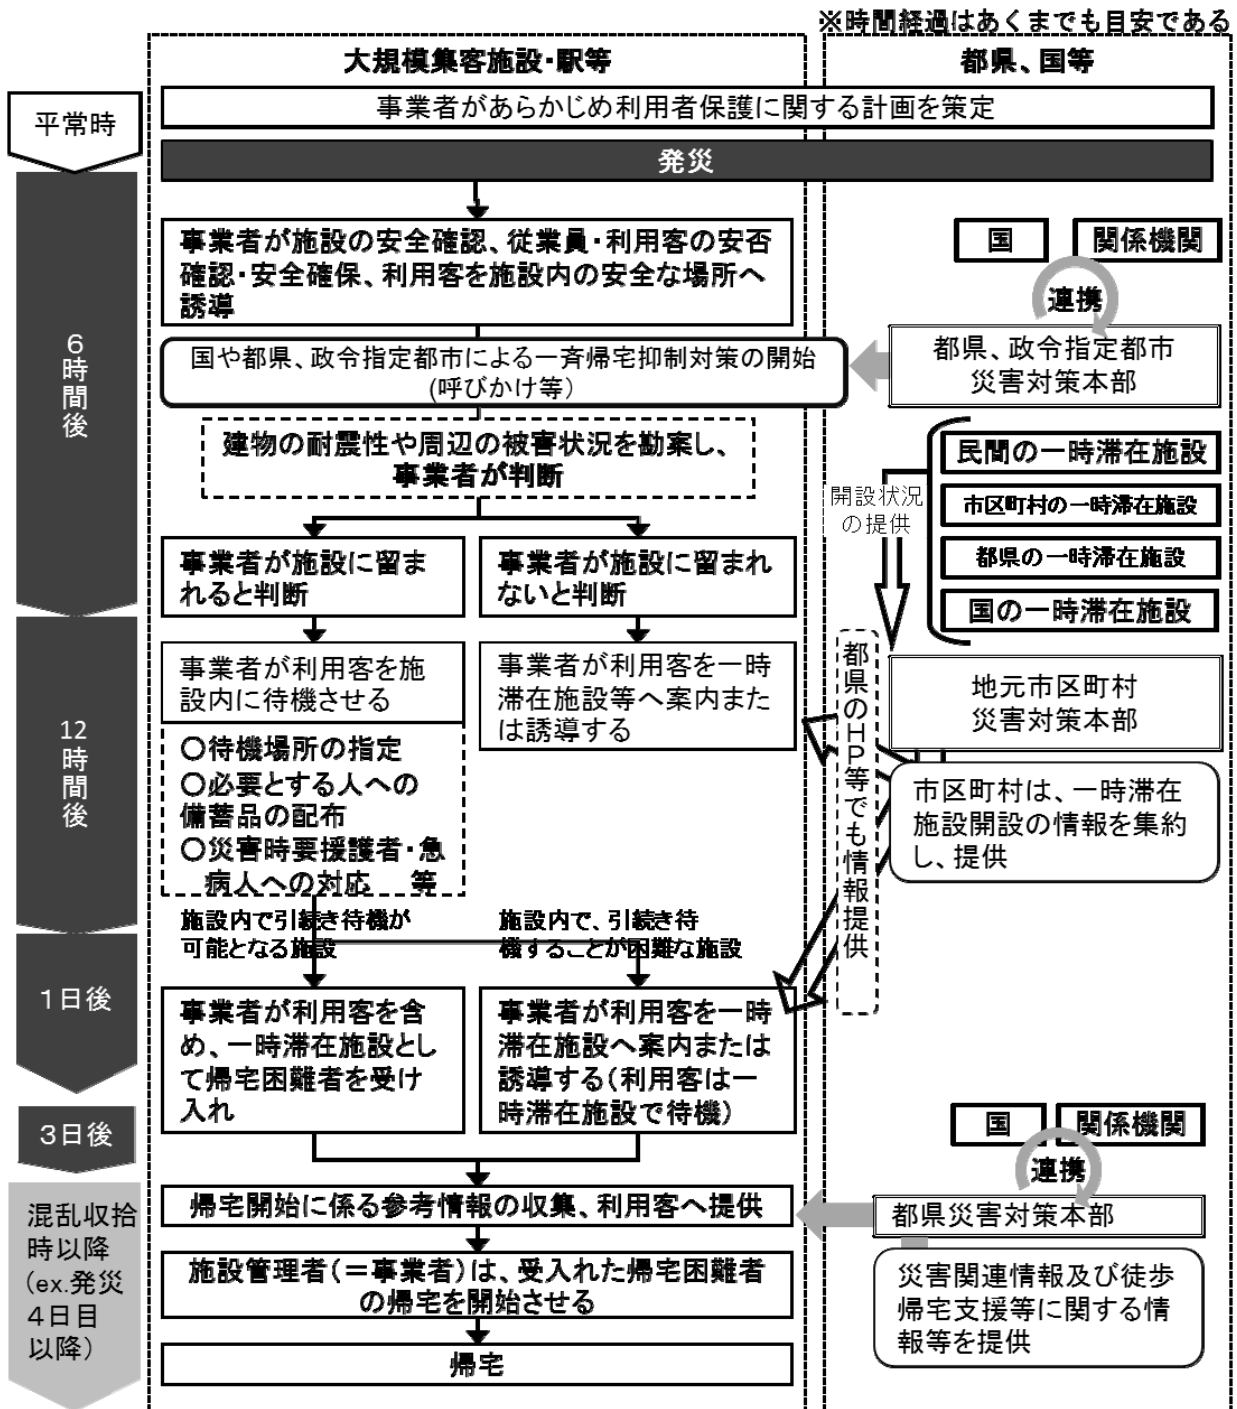 ※時間経過はあくまでも目安である
大規模集客施設・駅等
都県、国等
平常時
事業者があらかじめ利用者保護に関する計画を策定
発災
6時間後
事業者が施設の安全確認、従業員・利用客の安否
確認・安全確保、利用客を施設内の安全な場所へ
誘導
国
関係機関
連携
国や都県、政令指定都市による一斉帰宅抑制対策の開始
(呼びかけ等)
都県、政令指定都市
災害対策本部
建物の耐震性や周辺の被害状況を勘案し、
事業者が判断
民間の一時滞在施設
市区町村の一時滞在施設
都県の一時滞在施設
国の一時滞在施設
開設状況
の提供
事業者が施設に留ま
れると判断
事業者が施設に留まれ
ないと判断
12時間後
事業者が利用客を施
設内に待機させる
事業者が利用客を一時
滞在施設等へ案内また
は誘導する
都県のHP等でも情報提供
地元市区町村
災害対策本部
○待機場所の指定
○必要とする人への
備蓄品の配布
○災害時要援護者・急
病人への対応　等
市区町村は、一時滞在
施設開設の情報を集約
し、提供
施設内で引続き待機が
可能となる施設
施設内で、引続き待
機することが困難な施設
1日後
事業者が利用客を含
め、一時滞在施設とし
て帰宅困難者を受け
入れ
事業者が利用客を一時
滞在施設へ案内または
誘導する(利用客は一
時滞在施設で待機)
3日後
国
関係機関
連携
混乱収拾
時以降
(ex.発災
4日目
以降)
帰宅開始に係る参考情報の収集、利用客へ提供
都県災害対策本部
施設管理者(=事業者)は、受入れた帰宅困難者
の帰宅を開始させる
災害関連情報及び徒歩
帰宅支援等に関する情
報等を提供
帰宅